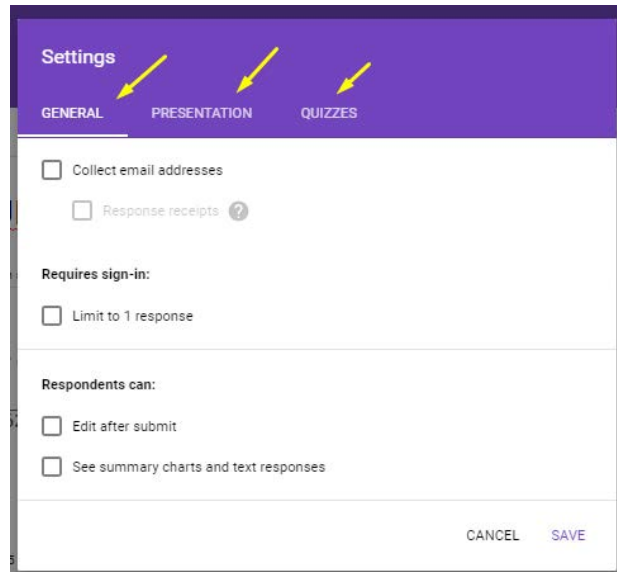 Settings
GENERAL PRESENTATION QUIZZES
Collect email addresses
Response receipts ?
Requires sign-in:
Limit to 1 response
Respondents can:
Edit after submit
See summary charts and text responses
CANCEL SAVE